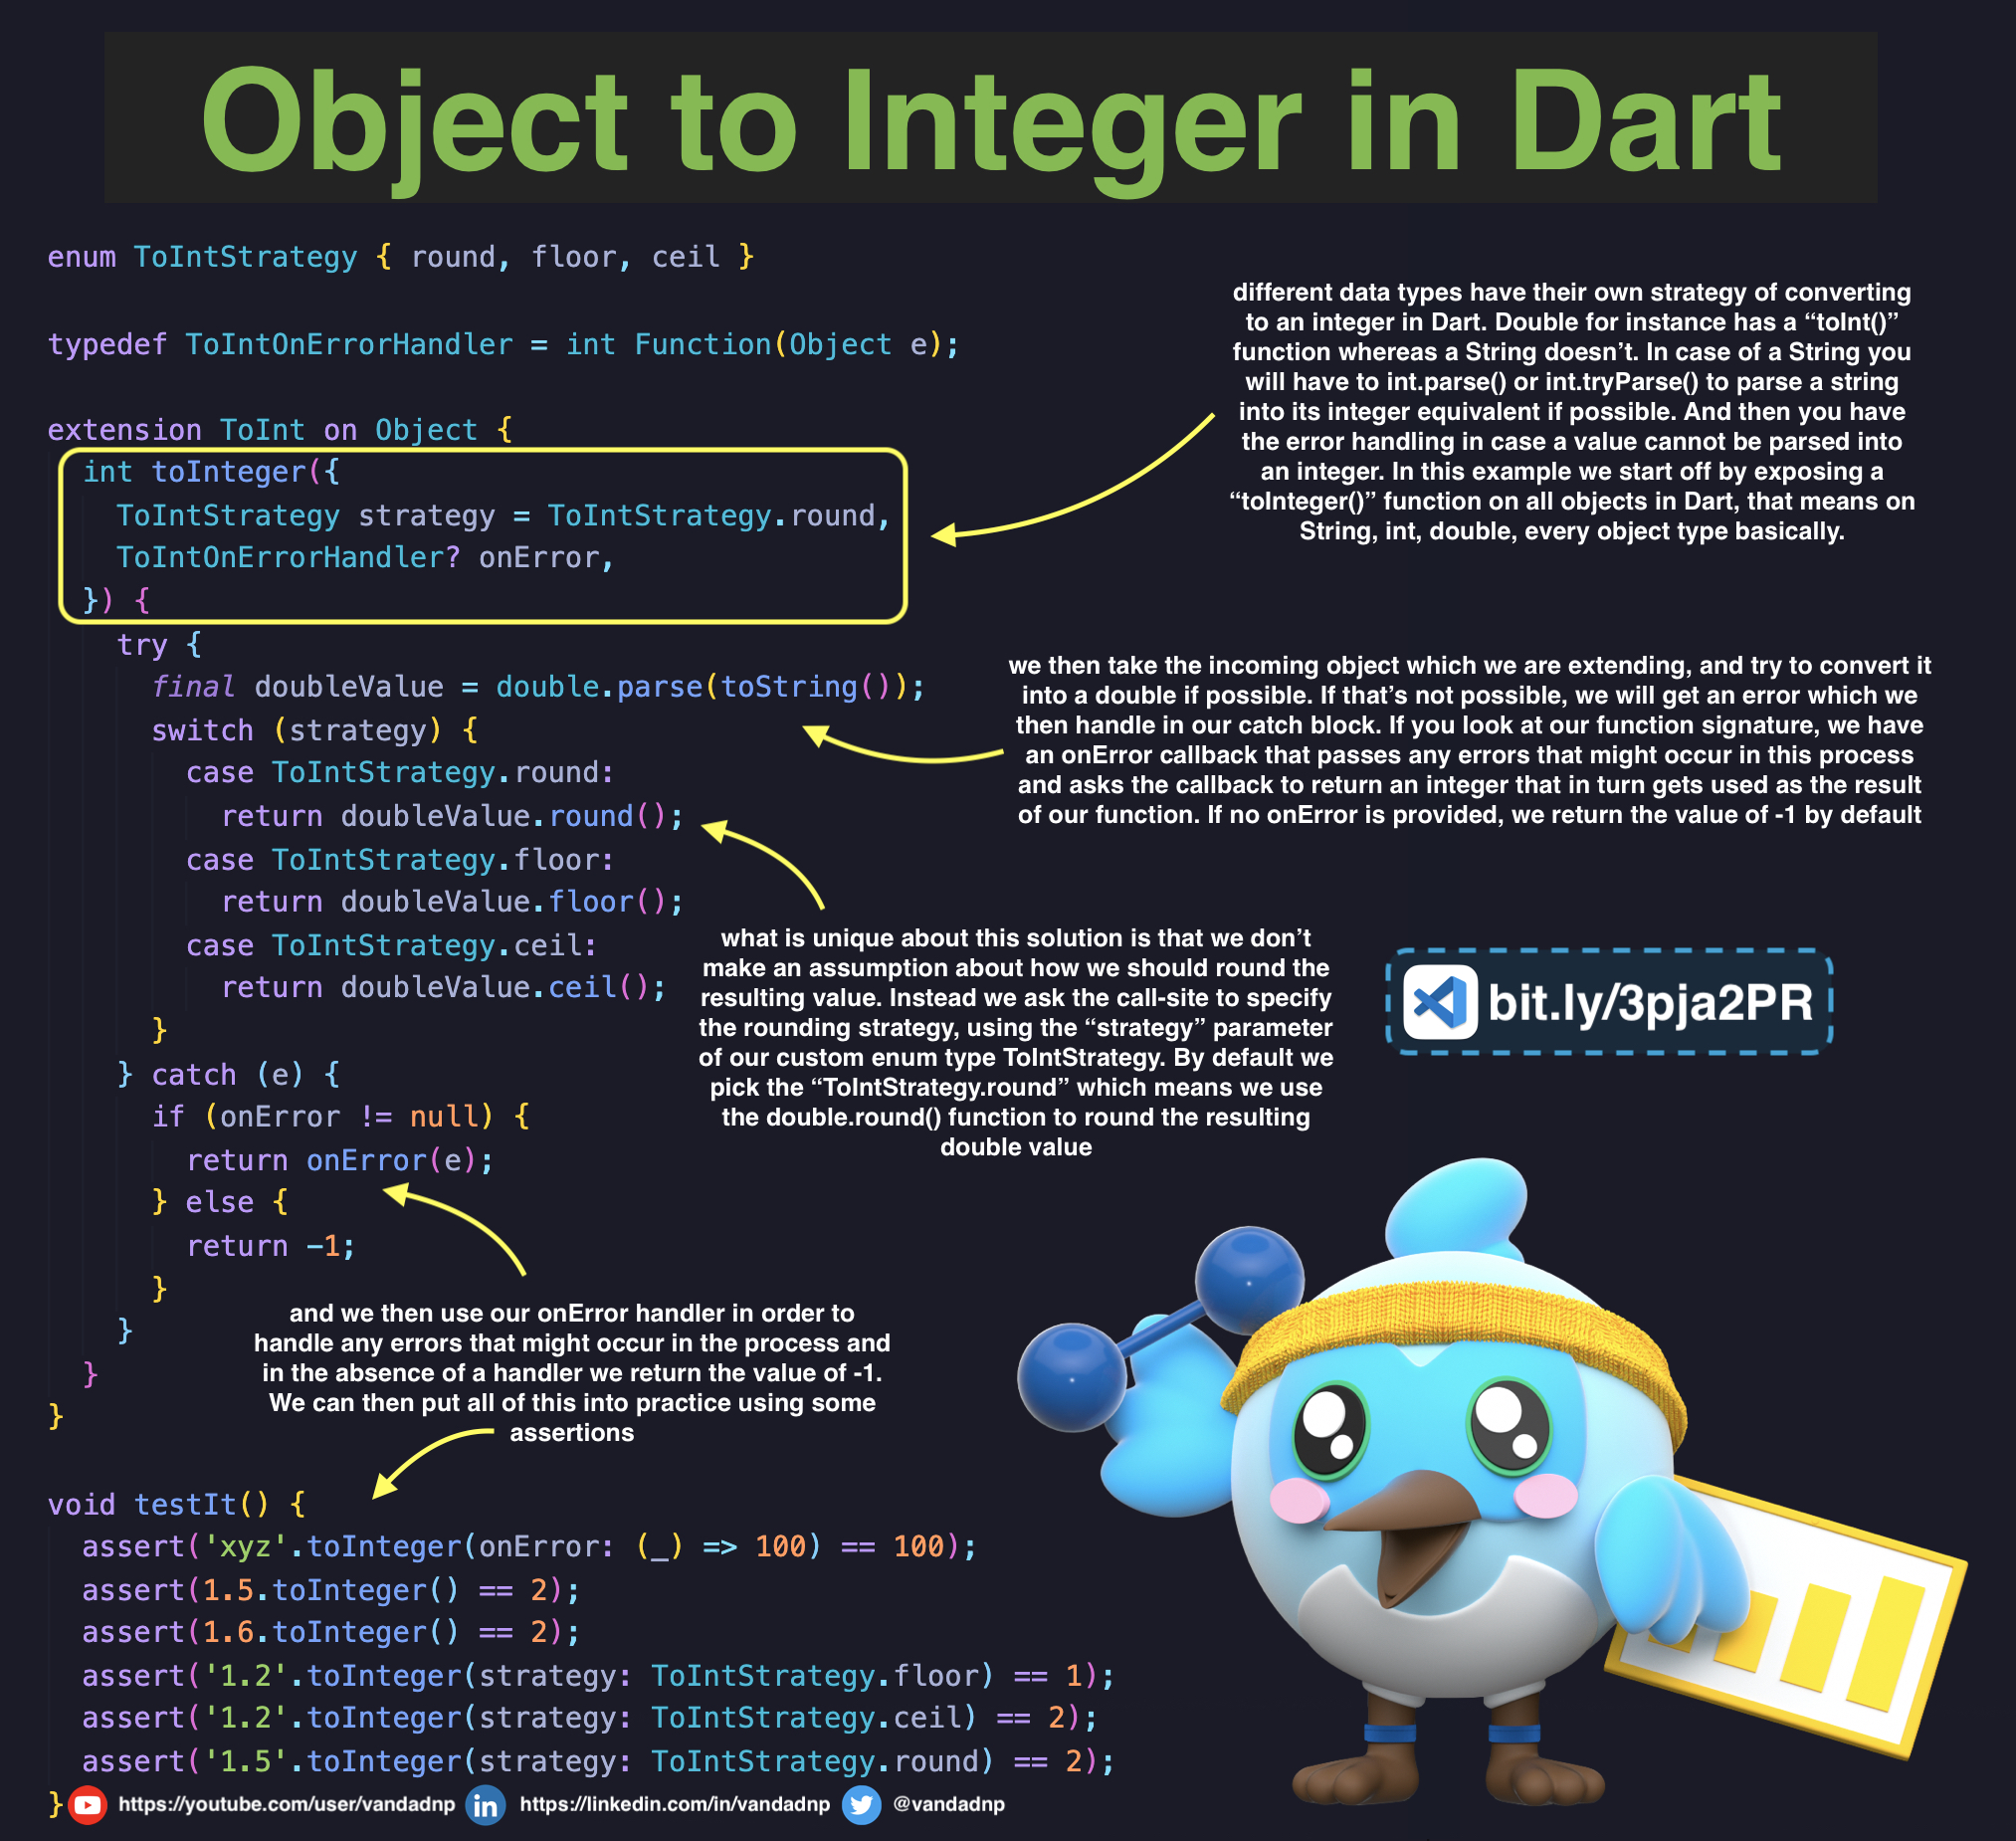 Object to Integer in Dart
enum ToIntStrategy { round, floor, ceil }
typedef ToIntOnErrorHandler = int Function(Object e);
extension ToInt on Object {
int toInteger({
ToIntStrategy strategy = ToIntStrategy.round,
ToIntOnErrorHandler? onError,
}) {
try {
final doubleValue = double.parse(toString());
switch (strategy) {
case ToIntStrategy.round:
return doubleValue.round();
case ToIntStrategy.floor:
return doubleValue.floor();
case ToIntStrategy.ceil:
return doubleValue.ceil();
}
} catch (e) {
if (onError != null) {
return onError(e);
} else {
return -1;
}
}
}
}
different data types have their own strategy of converting
to an integer in Dart. Double for instance has a “toInt()”
function whereas a String doesn’t. In case of a String you
will have to int.parse() or int.tryParse() to parse a string
into its integer equivalent if possible. And then you have
the error handling in case a value cannot be parsed into
an integer. In this example we start off by exposing a
“toInteger()” function on all objects in Dart, that means on
String, int, double, every object type basically.
we then take the incoming object which we are extending, and try to convert it
into a double if possible. If that’s not possible, we will get an error which we
then handle in our catch block. If you look at our function signature, we have
an onError callback that passes any errors that might occur in this process
and asks the callback to return an integer that in turn gets used as the result
of our function. If no onError is provided, we return the value of -1 by default
what is unique about this solution is that we don’t
make an assumption about how we should round the
resulting value. Instead we ask the call-site to specify
the rounding strategy, using the “strategy” parameter
of our custom enum type ToIntStrategy. By default we
pick the “ToIntStrategy.round” which means we use
the double.round() function to round the resulting
double value
bit.ly/3pja2PR
and we then use our onError handler in order to
handle any errors that might occur in the process and
in the absence of a handler we return the value of -1.
We can then put all of this into practice using some
assertions
void testIt() {
assert('xyz'.toInteger(onError: (_) => 100) == 100);
assert(1.5.toInteger() == 2);
assert(1.6.toInteger() == 2);
assert('1.2'.toInteger(strategy: ToIntStrategy.floor) == 1);
assert('1.2'.toInteger(strategy: ToIntStrategy.ceil) == 2);
assert('1.5'.toInteger(strategy: ToIntStrategy.round) == 2);
}
https://youtube.com/user/vandadnp in https://linkedin.com/in/vandadnp @vandadnp